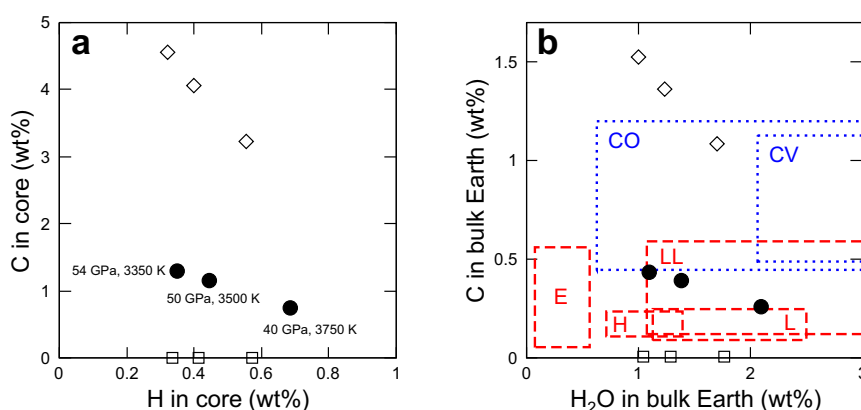 a
5
4
3
2
1
0
C in core (wt%)
54 GPa, 3350 K
50 GPa, 3500 K
40 GPa, 3750 K
0
0.2
0.4
0.6
0.8
1
H in core (wt%)
b
1.5
1
0.5
0
C in bulk Earth (wt%)
CO
CV
LL
E
H
L
0
1
2
3
H₂O in bulk Earth (wt%)